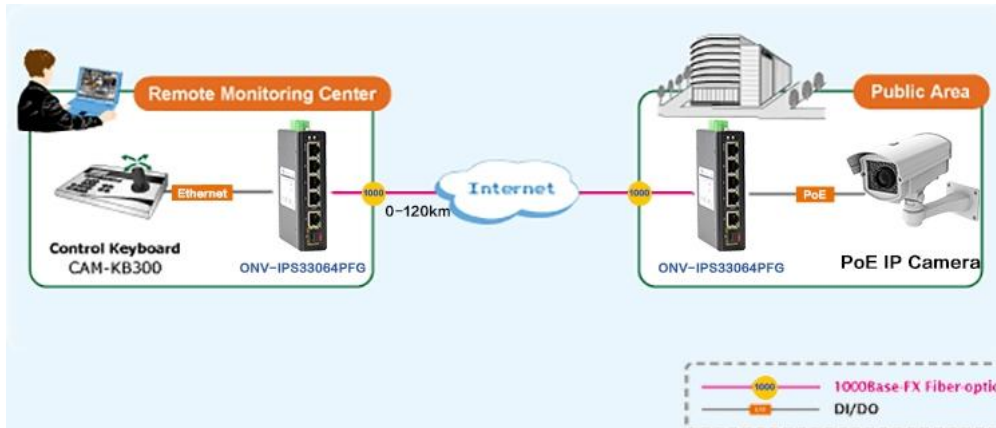 Remote Monitoring Center
Public Area
Ethernet
1000
0-120km
Internet
1000
PoE
Control Keyboard
CAM-KB300
ONV-IPS33064PFG
ONV-IPS33064PFG
PoE IP Camera
1000
1000Base-FX Fiber-optic
DI/DO